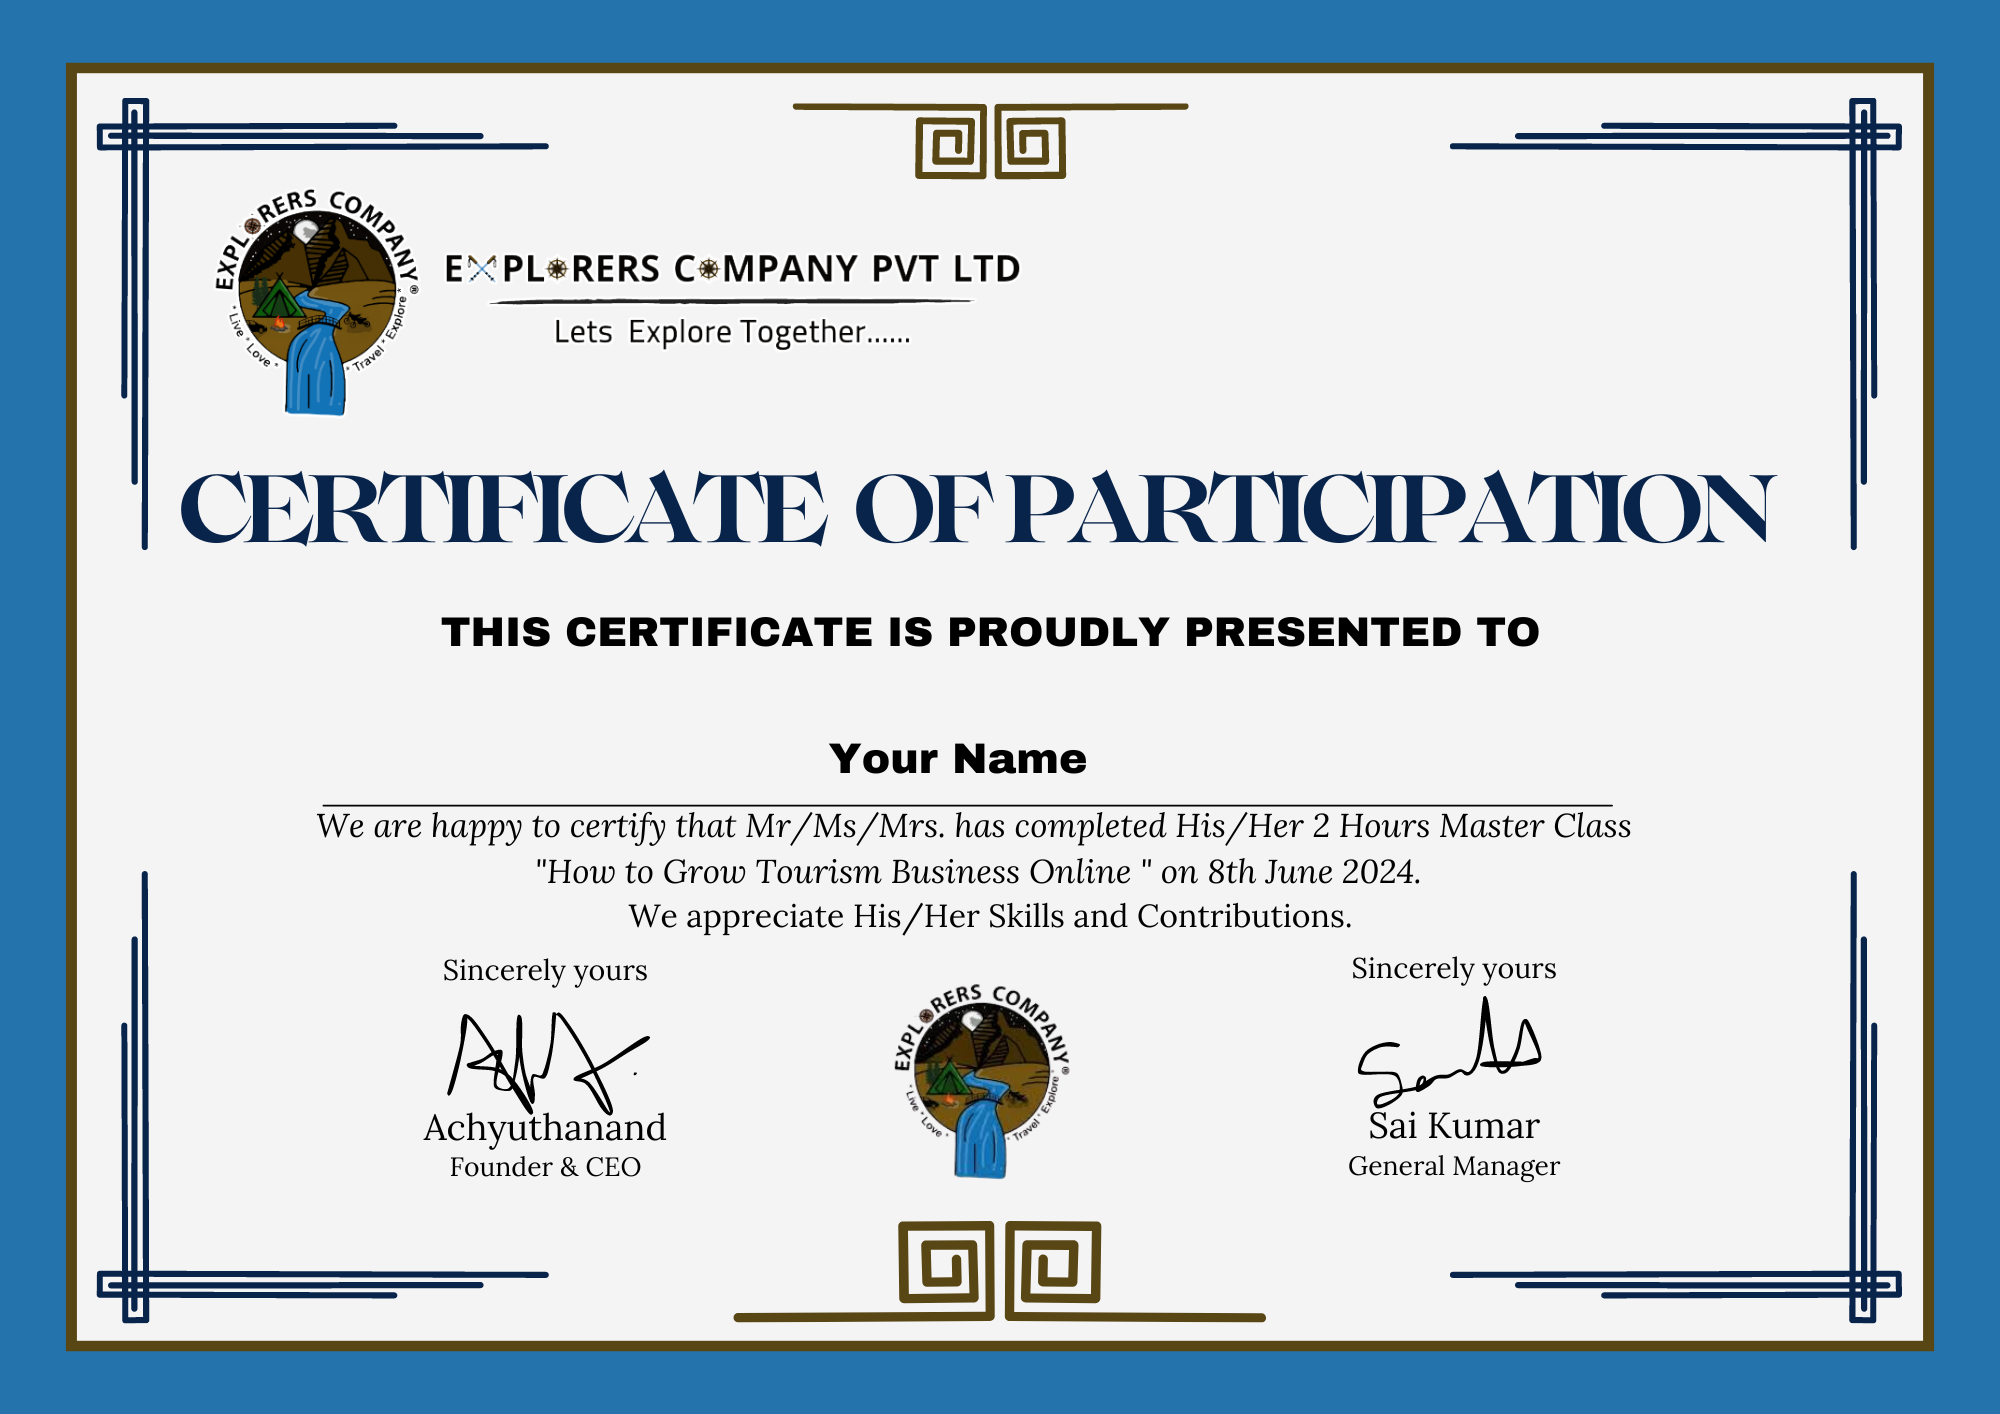 EXPLORERS COMPANY®
* Live * Love * * Travel * Explore *
EXPLORERS COMPANY PVT LTD
Lets Explore Together......
CERTIFICATE OF PARTICIPATION
THIS CERTIFICATE IS PROUDLY PRESENTED TO
Your Name
We are happy to certify that Mr/Ms/Mrs. has completed His/Her 2 Hours Master Class
"How to Grow Tourism Business Online " on 8th June 2024.
We appreciate His/Her Skills and Contributions.
Sincerely yours
Achyuthanand
Founder & CEO
EXPLORERS COMPANY®
* Live * Love * * Travel * Explore *
Sincerely yours
Sai Kumar
General Manager